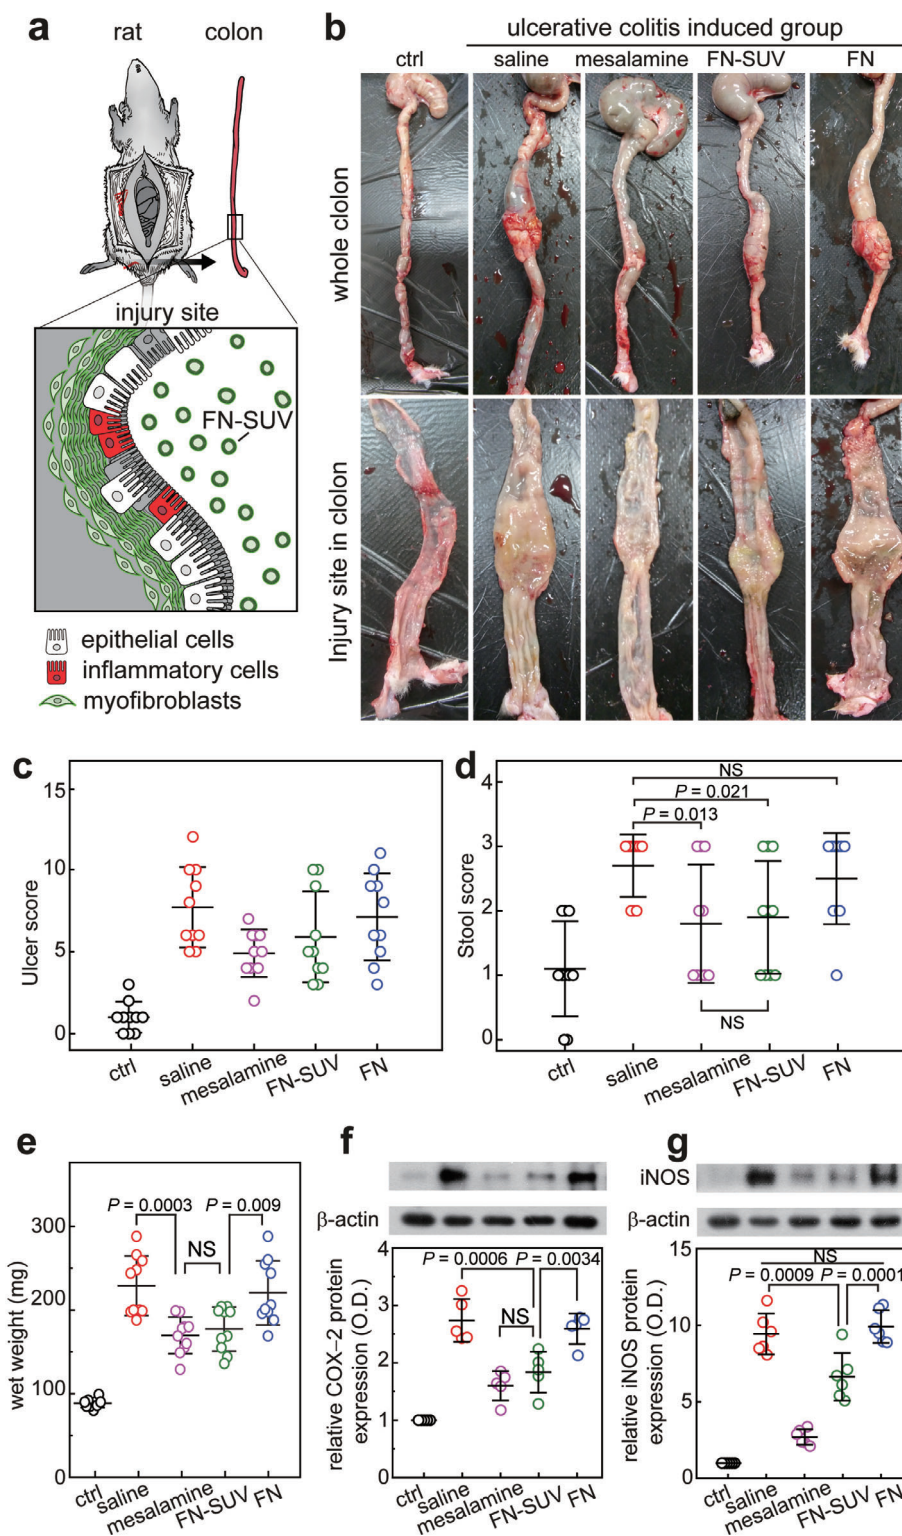 a
rat
colon
injury site
FN-SUV
epithelial cells
inflammatory cells
myofibroblasts
b
ulcerative colitis induced group
ctrl
saline
mesalamine
FN-SUV
FN
whole clolon
Injury site in clolon
c
Ulcer score
15
10
5
0
ctrl
saline
mesalamine
FN-SUV
FN
d
Stool score
4
3
2
1
0
NS
P = 0.021
P = 0.013
NS
ctrl
saline
mesalamine
FN-SUV
FN
e
wet weight (mg)
300
200
100
0
P = 0.0003
P = 0.009
NS
ctrl
saline
mesalamine
FN-SUV
FN
f
β-actin
relative COX–2 protein
expression (O.D.)
4
3
2
1
0
P = 0.0006
P = 0.0034
NS
ctrl
saline
mesalamine
FN-SUV
FN
g
iNOS
β-actin
relative iNOS protein
expression (O.D.)
15
10
5
0
NS
P = 0.0009
P = 0.0001
ctrl
saline
mesalamine
FN-SUV
FN